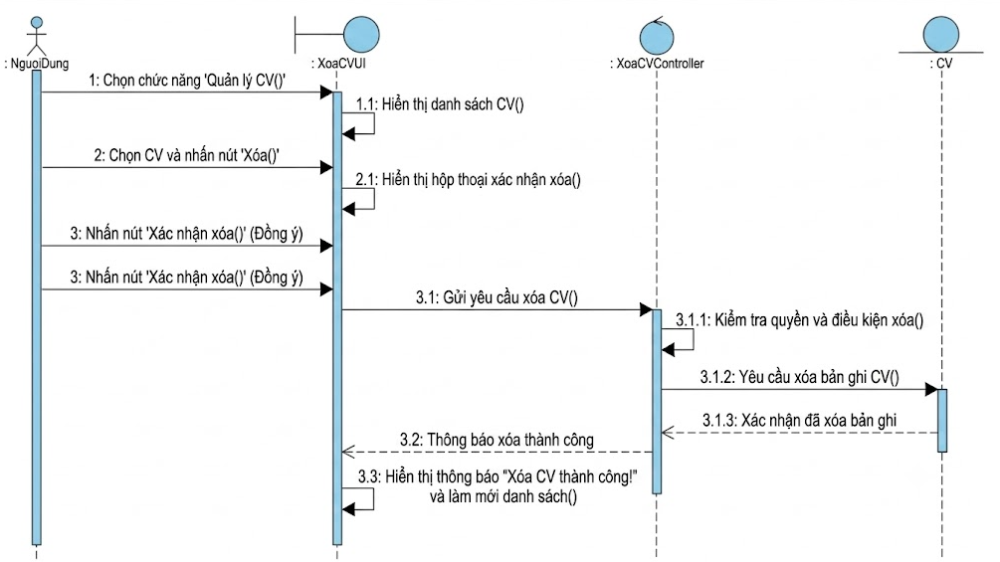 : NguoiDung
: XoaCVUI
: XoaCVController
: CV
1: Chọn chức năng 'Quản lý CV()'
1.1: Hiển thị danh sách CV()
2: Chọn CV và nhấn nút 'Xóa()'
2.1: Hiển thị hộp thoại xác nhận xóa()
3: Nhấn nút 'Xác nhận xóa()' (Đồng ý)
3: Nhấn nút 'Xác nhận xóa()' (Đồng ý)
3.1: Gửi yêu cầu xóa CV()
3.1.1: Kiểm tra quyền và điều kiện xóa()
3.1.2: Yêu cầu xóa bản ghi CV()
3.1.3: Xác nhận đã xóa bản ghi
3.2: Thông báo xóa thành công
3.3: Hiển thị thông báo "Xóa CV thành công!"
và làm mới danh sách()